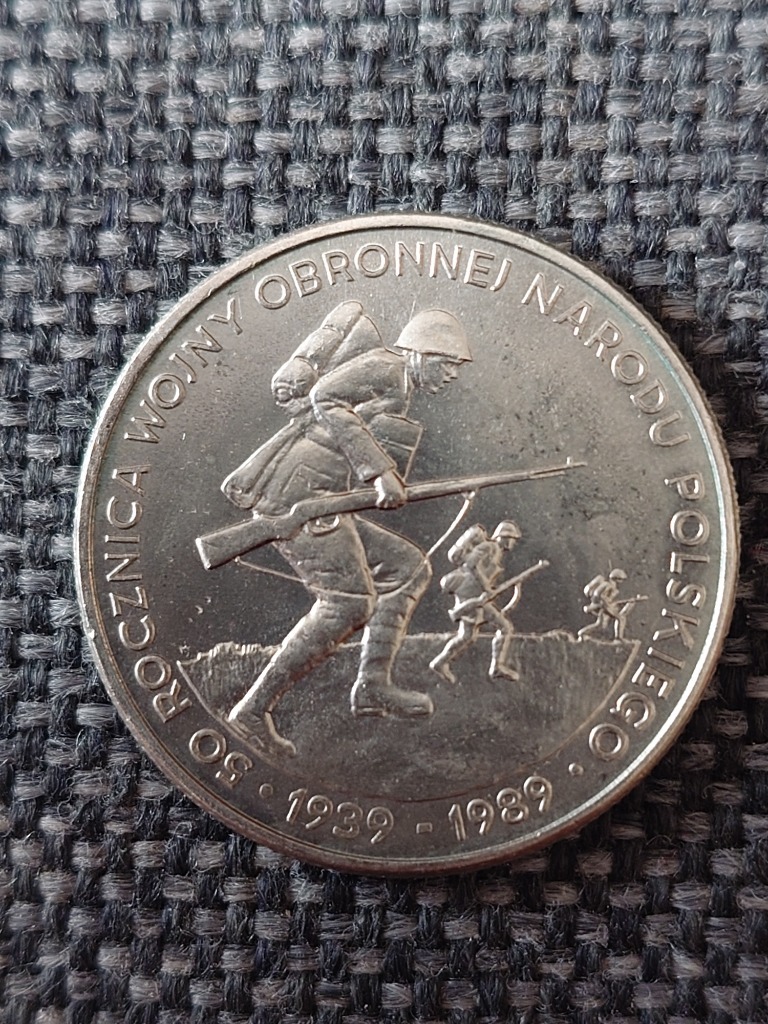 50 ROCZNICA WOJNY OBRONNEJ NARODU POLSKIEGO
· 1939 - 1989 ·